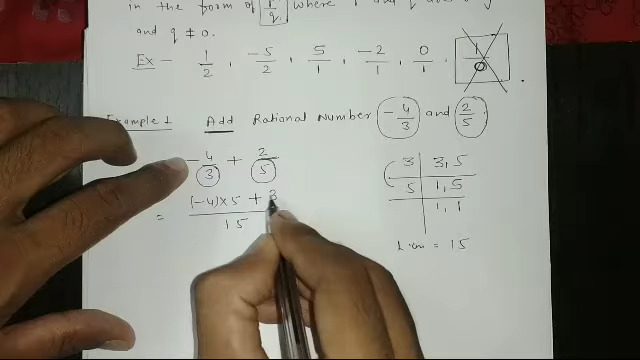 in the form of p/q where
and q ≠ 0.
Ex - 1/2, -5/2, 5/1, -2/1, 0/1, 1/0
Example 1 Add Rational Number -4/3 and 2/5.
-4/3 + 2/5
3 | 3, 5
5 | 1, 5
1, 1
= (-4)×5 + 3
15
Lcm = 15